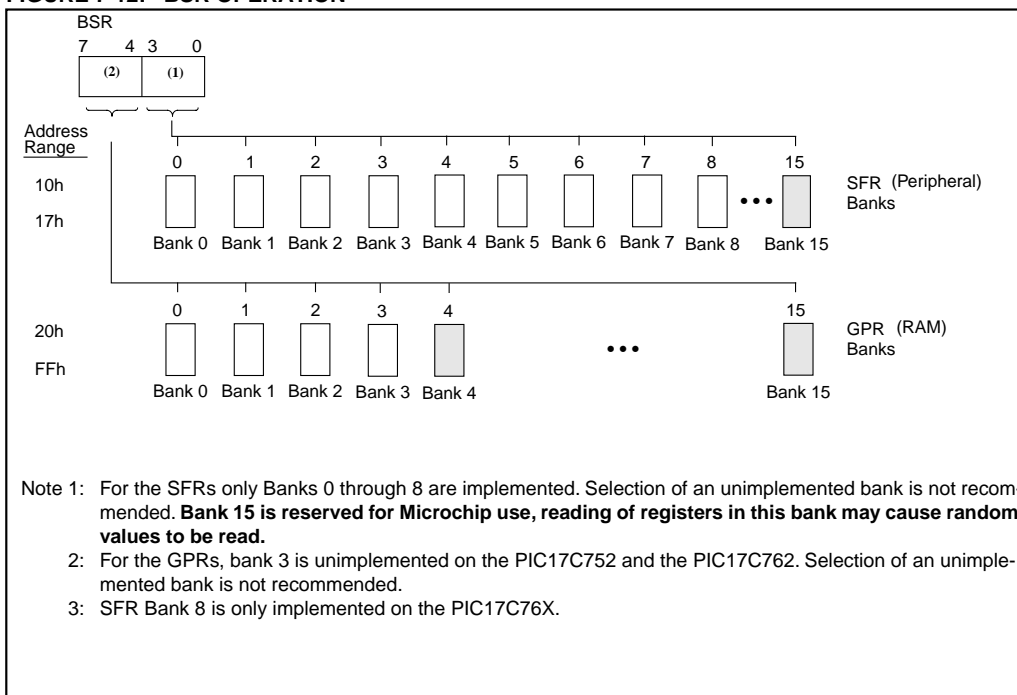 BSR
7 4 3 0
(2) (1)
Address
Range
0 1 2 3 4 5 6 7 8 15
10h
17h
•••
SFR (Peripheral)
Banks
Bank 0 Bank 1 Bank 2 Bank 3 Bank 4 Bank 5 Bank 6 Bank 7 Bank 8 Bank 15
0 1 2 3 4 15
20h
FFh
•••
GPR (RAM)
Banks
Bank 0 Bank 1 Bank 2 Bank 3 Bank 4 Bank 15
Note 1: For the SFRs only Banks 0 through 8 are implemented. Selection of an unimplemented bank is not recom-
mended. Bank 15 is reserved for Microchip use, reading of registers in this bank may cause random
values to be read.
2: For the GPRs, bank 3 is unimplemented on the PIC17C752 and the PIC17C762. Selection of an unimple-
mented bank is not recommended.
3: SFR Bank 8 is only implemented on the PIC17C76X.